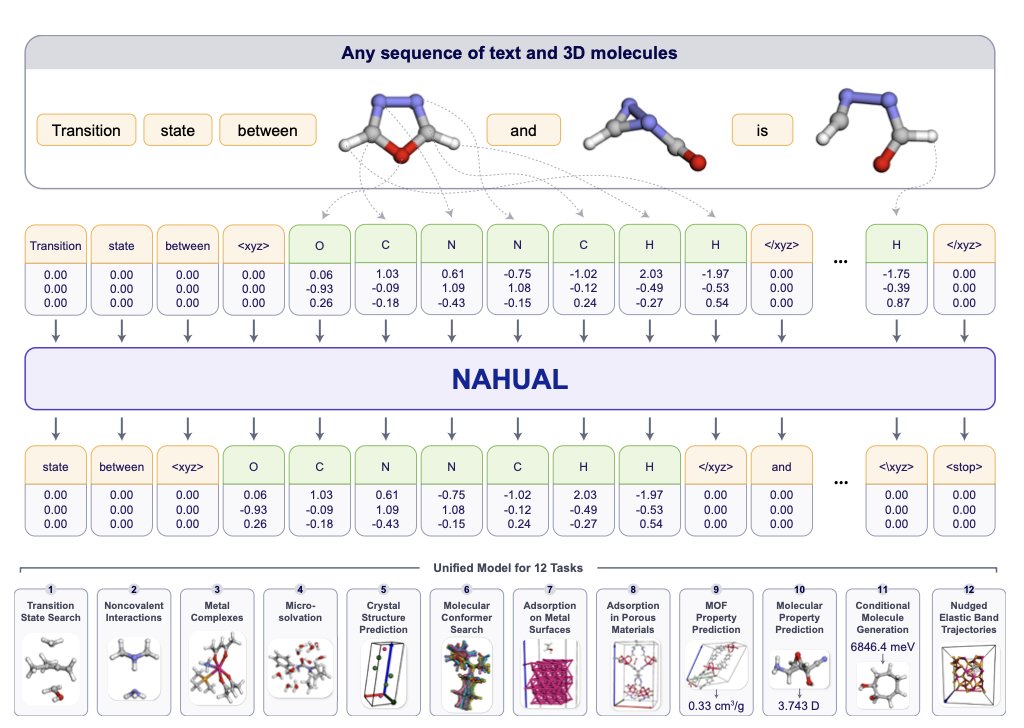 Any sequence of text and 3D molecules
Transition state between and is
Transition state between <xyz> O C N N C H H </xyz> ... H </xyz>
0.00 0.00 0.00 0.00 0.06 1.03 0.61 -0.75 -1.02 2.03 -1.97 0.00 -1.75 0.00
0.00 0.00 0.00 0.00 -0.93 -0.09 1.09 1.08 -0.12 -0.49 -0.53 0.00 -0.39 0.00
0.00 0.00 0.00 0.00 0.26 -0.18 -0.43 -0.15 0.24 -0.27 0.54 0.00 0.87 0.00
NAHUAL
state between <xyz> O C N N C H H </xyz> and ... <\xyz> <stop>
0.00 0.00 0.00 0.06 1.03 0.61 -0.75 -1.02 2.03 -1.97 0.00 0.00 0.00 0.00
0.00 0.00 0.00 -0.93 -0.09 1.09 1.08 -0.12 -0.49 -0.53 0.00 0.00 0.00 0.00
0.00 0.00 0.00 0.26 -0.18 -0.43 -0.15 0.24 -0.27 0.54 0.00 0.00 0.00 0.00
Unified Model for 12 Tasks
1
Transition
State Search
2
Noncovalent
Interactions
3
Metal
Complexes
4
Micro-
solvation
5
Crystal
Structure
Prediction
6
Molecular
Conformer
Search
7
Adsorption
on Metal
Surfaces
8
Adsorption
in Porous
Materials
9
MOF
Property
Prediction
0.33 cm³/g
10
Molecular
Property
Prediction
3.743 D
11
Conditional
Molecule
Generation
6846.4 meV
12
Nudged
Elastic Band
Trajectories